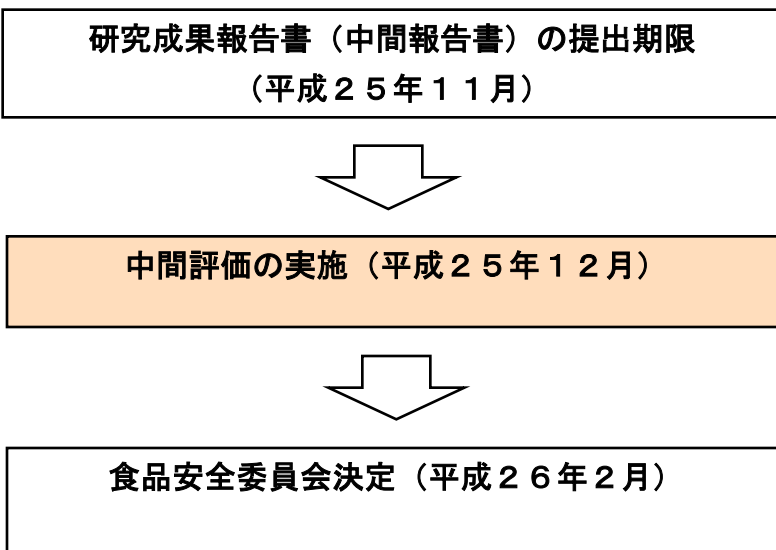 研究成果報告書（中間報告書）の提出期限
（平成２５年１１月）
中間評価の実施（平成２５年１２月）
食品安全委員会決定（平成２６年２月）